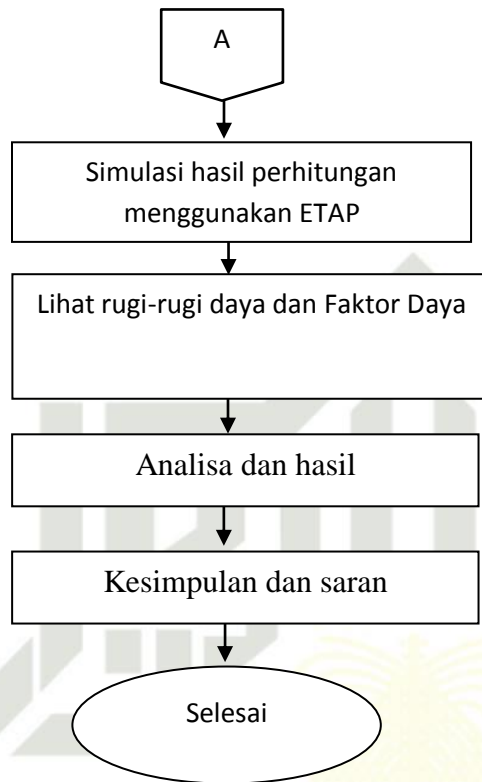 A
Simulasi hasil perhitungan
menggunakan ETAP
Lihat rugi-rugi daya dan Faktor Daya
Analisa dan hasil
Kesimpulan dan saran
Selesai